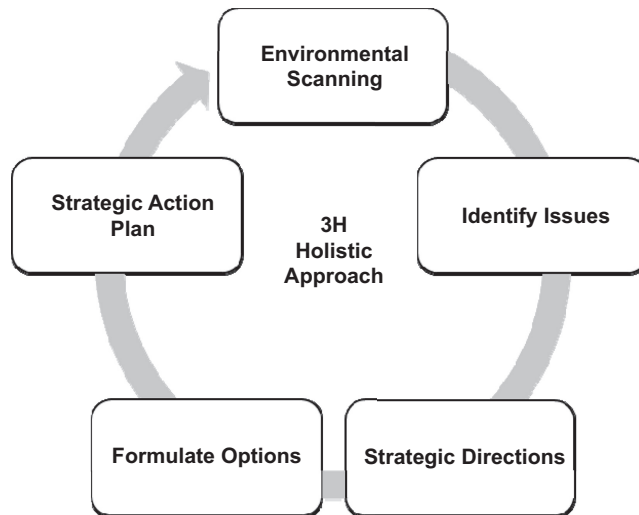 Environmental
Scanning
Identify Issues
Strategic Directions
Formulate Options
Strategic Action
Plan
3H
Holistic
Approach